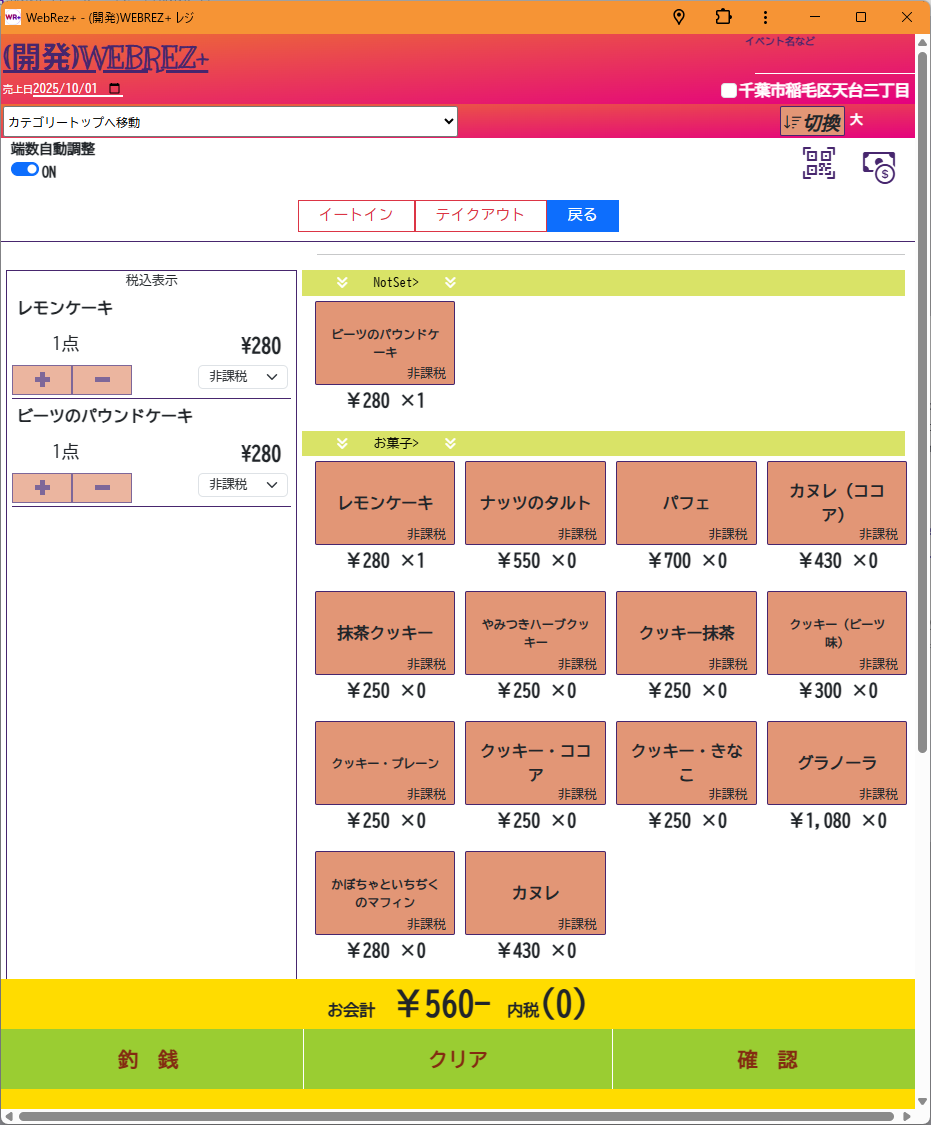 WR+ WebRez+ - (開発)WEBREZ+ レジ
(開発)WEBREZ+
イベント名など
売上日2025/10/01
千葉市稲毛区天台三丁目
カテゴリートップへ移動
切換 大
端数自動調整
ON
イートイン テイクアウト 戻る
税込表示
レモンケーキ
1点 ¥280
+ − 非課税
ビーツのパウンドケーキ
1点 ¥280
+ − 非課税
NotSet>
ビーツのパウンドケ
ーキ
非課税
¥280 ×1
お菓子>
レモンケーキ
非課税
¥280 ×1
ナッツのタルト
非課税
¥550 ×0
パフェ
非課税
¥700 ×0
カヌレ（ココ
ア）
非課税
¥430 ×0
抹茶クッキー
非課税
¥250 ×0
やみつきハーブクッ
キー
非課税
¥250 ×0
クッキー抹茶
非課税
¥250 ×0
クッキー（ビーツ
味）
非課税
¥300 ×0
クッキー・プレーン
非課税
¥250 ×0
クッキー・ココ
ア
非課税
¥250 ×0
クッキー・きな
こ
非課税
¥250 ×0
グラノーラ
非課税
¥1,080 ×0
かぼちゃといちぢく
のマフィン
非課税
¥280 ×0
カヌレ
非課税
¥430 ×0
お会計 ¥560− 内税(0)
釣 銭 クリア 確 認